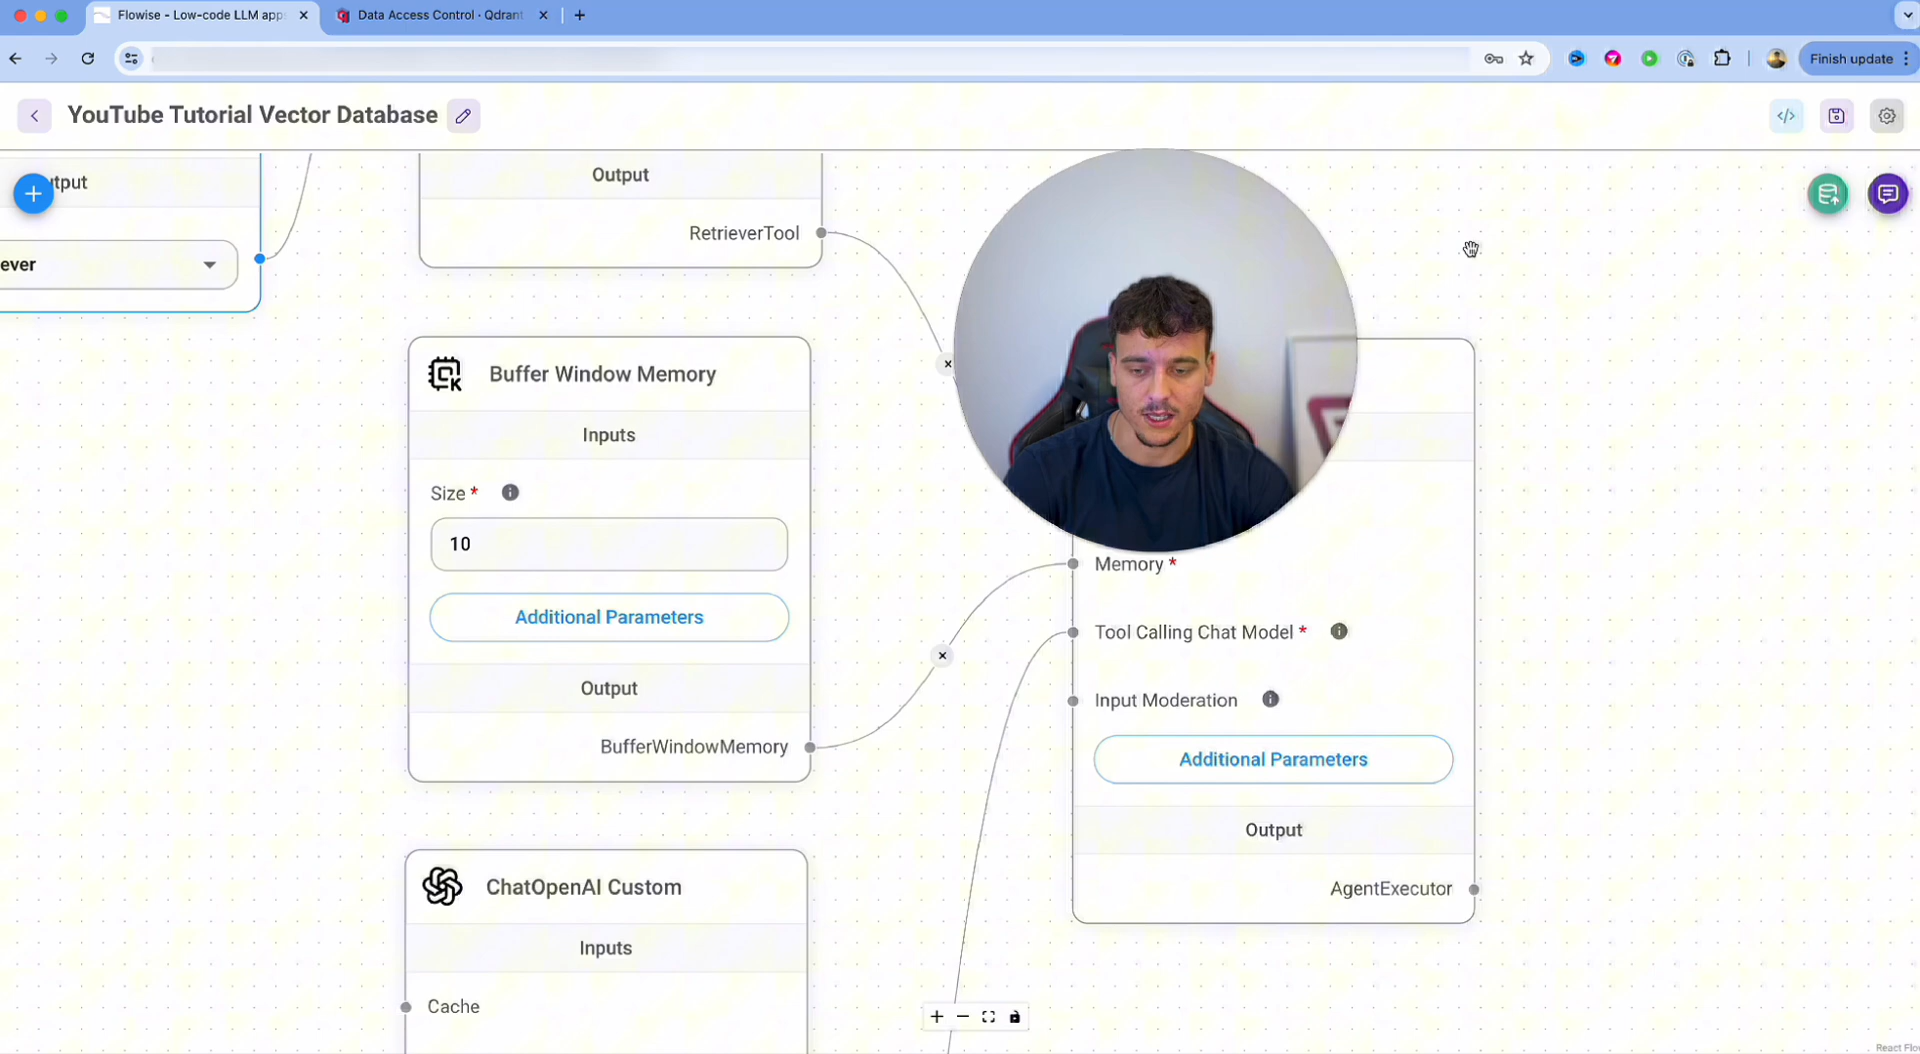 Flowise - Low-code LLM apps
Data Access Control · Qdrant
Finish update
YouTube Tutorial Vector Database
Output
RetrieverTool
ever
Buffer Window Memory
Inputs
Size *
10
Additional Parameters
Output
BufferWindowMemory
Memory *
Tool Calling Chat Model *
Input Moderation
Additional Parameters
Output
AgentExecutor
ChatOpenAI Custom
Inputs
Cache
React Flo